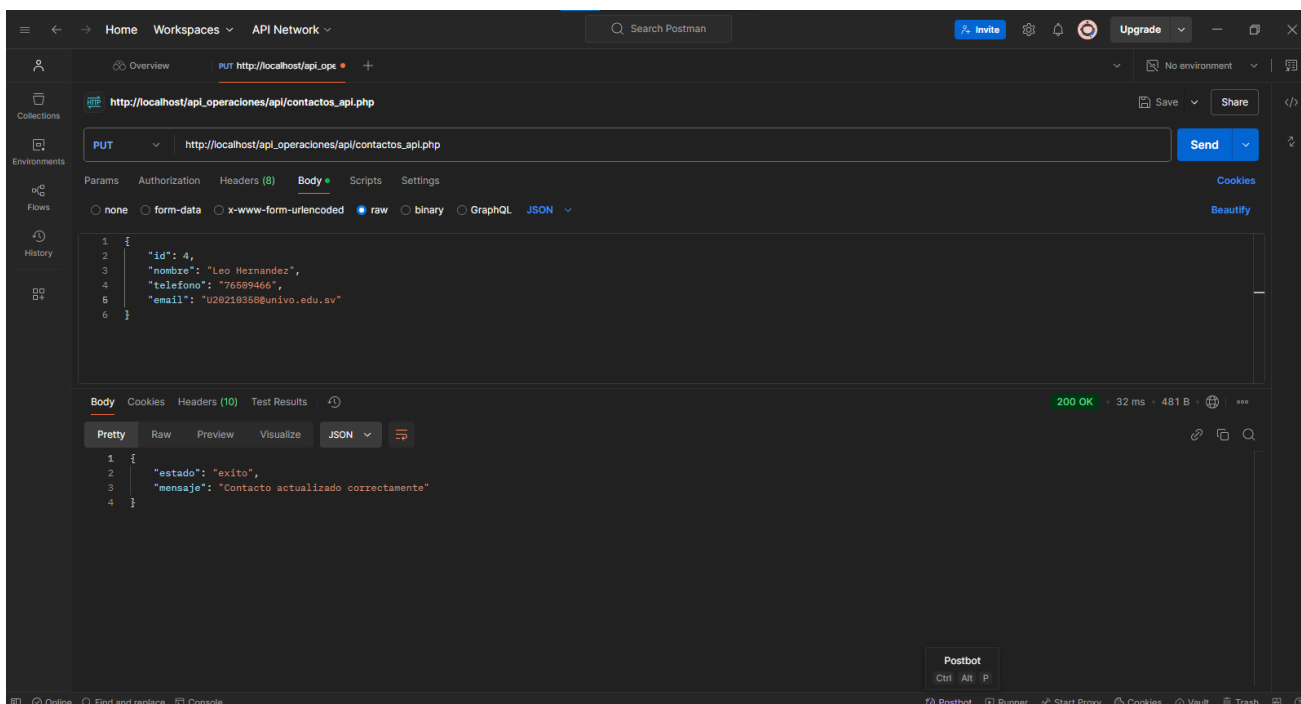 Home Workspaces API Network Search Postman Invite Upgrade
Overview PUT http://localhost/api_ope No environment
HTTP http://localhost/api_operaciones/api/contactos_api.php Save Share
Collections
PUT http://localhost/api_operaciones/api/contactos_api.php Send
Environments
Params Authorization Headers (8) Body Scripts Settings Cookies
Flows
none form-data x-www-form-urlencoded raw binary GraphQL JSON Beautify
History
1 {
2 "id": 4,
3 "nombre": "Leo Hernandez",
4 "telefono": "76509466",
5 "email": "U20210358@univo.edu.sv"
6 }
Body Cookies Headers (10) Test Results 200 OK 32 ms 481 B
Pretty Raw Preview Visualize JSON
1 {
2 "estado": "exito",
3 "mensaje": "Contacto actualizado correctamente"
4 }
Postbot
Ctrl Alt P
Online Find and replace Console Postbot Runner Start Proxy Cookies Vault Trash